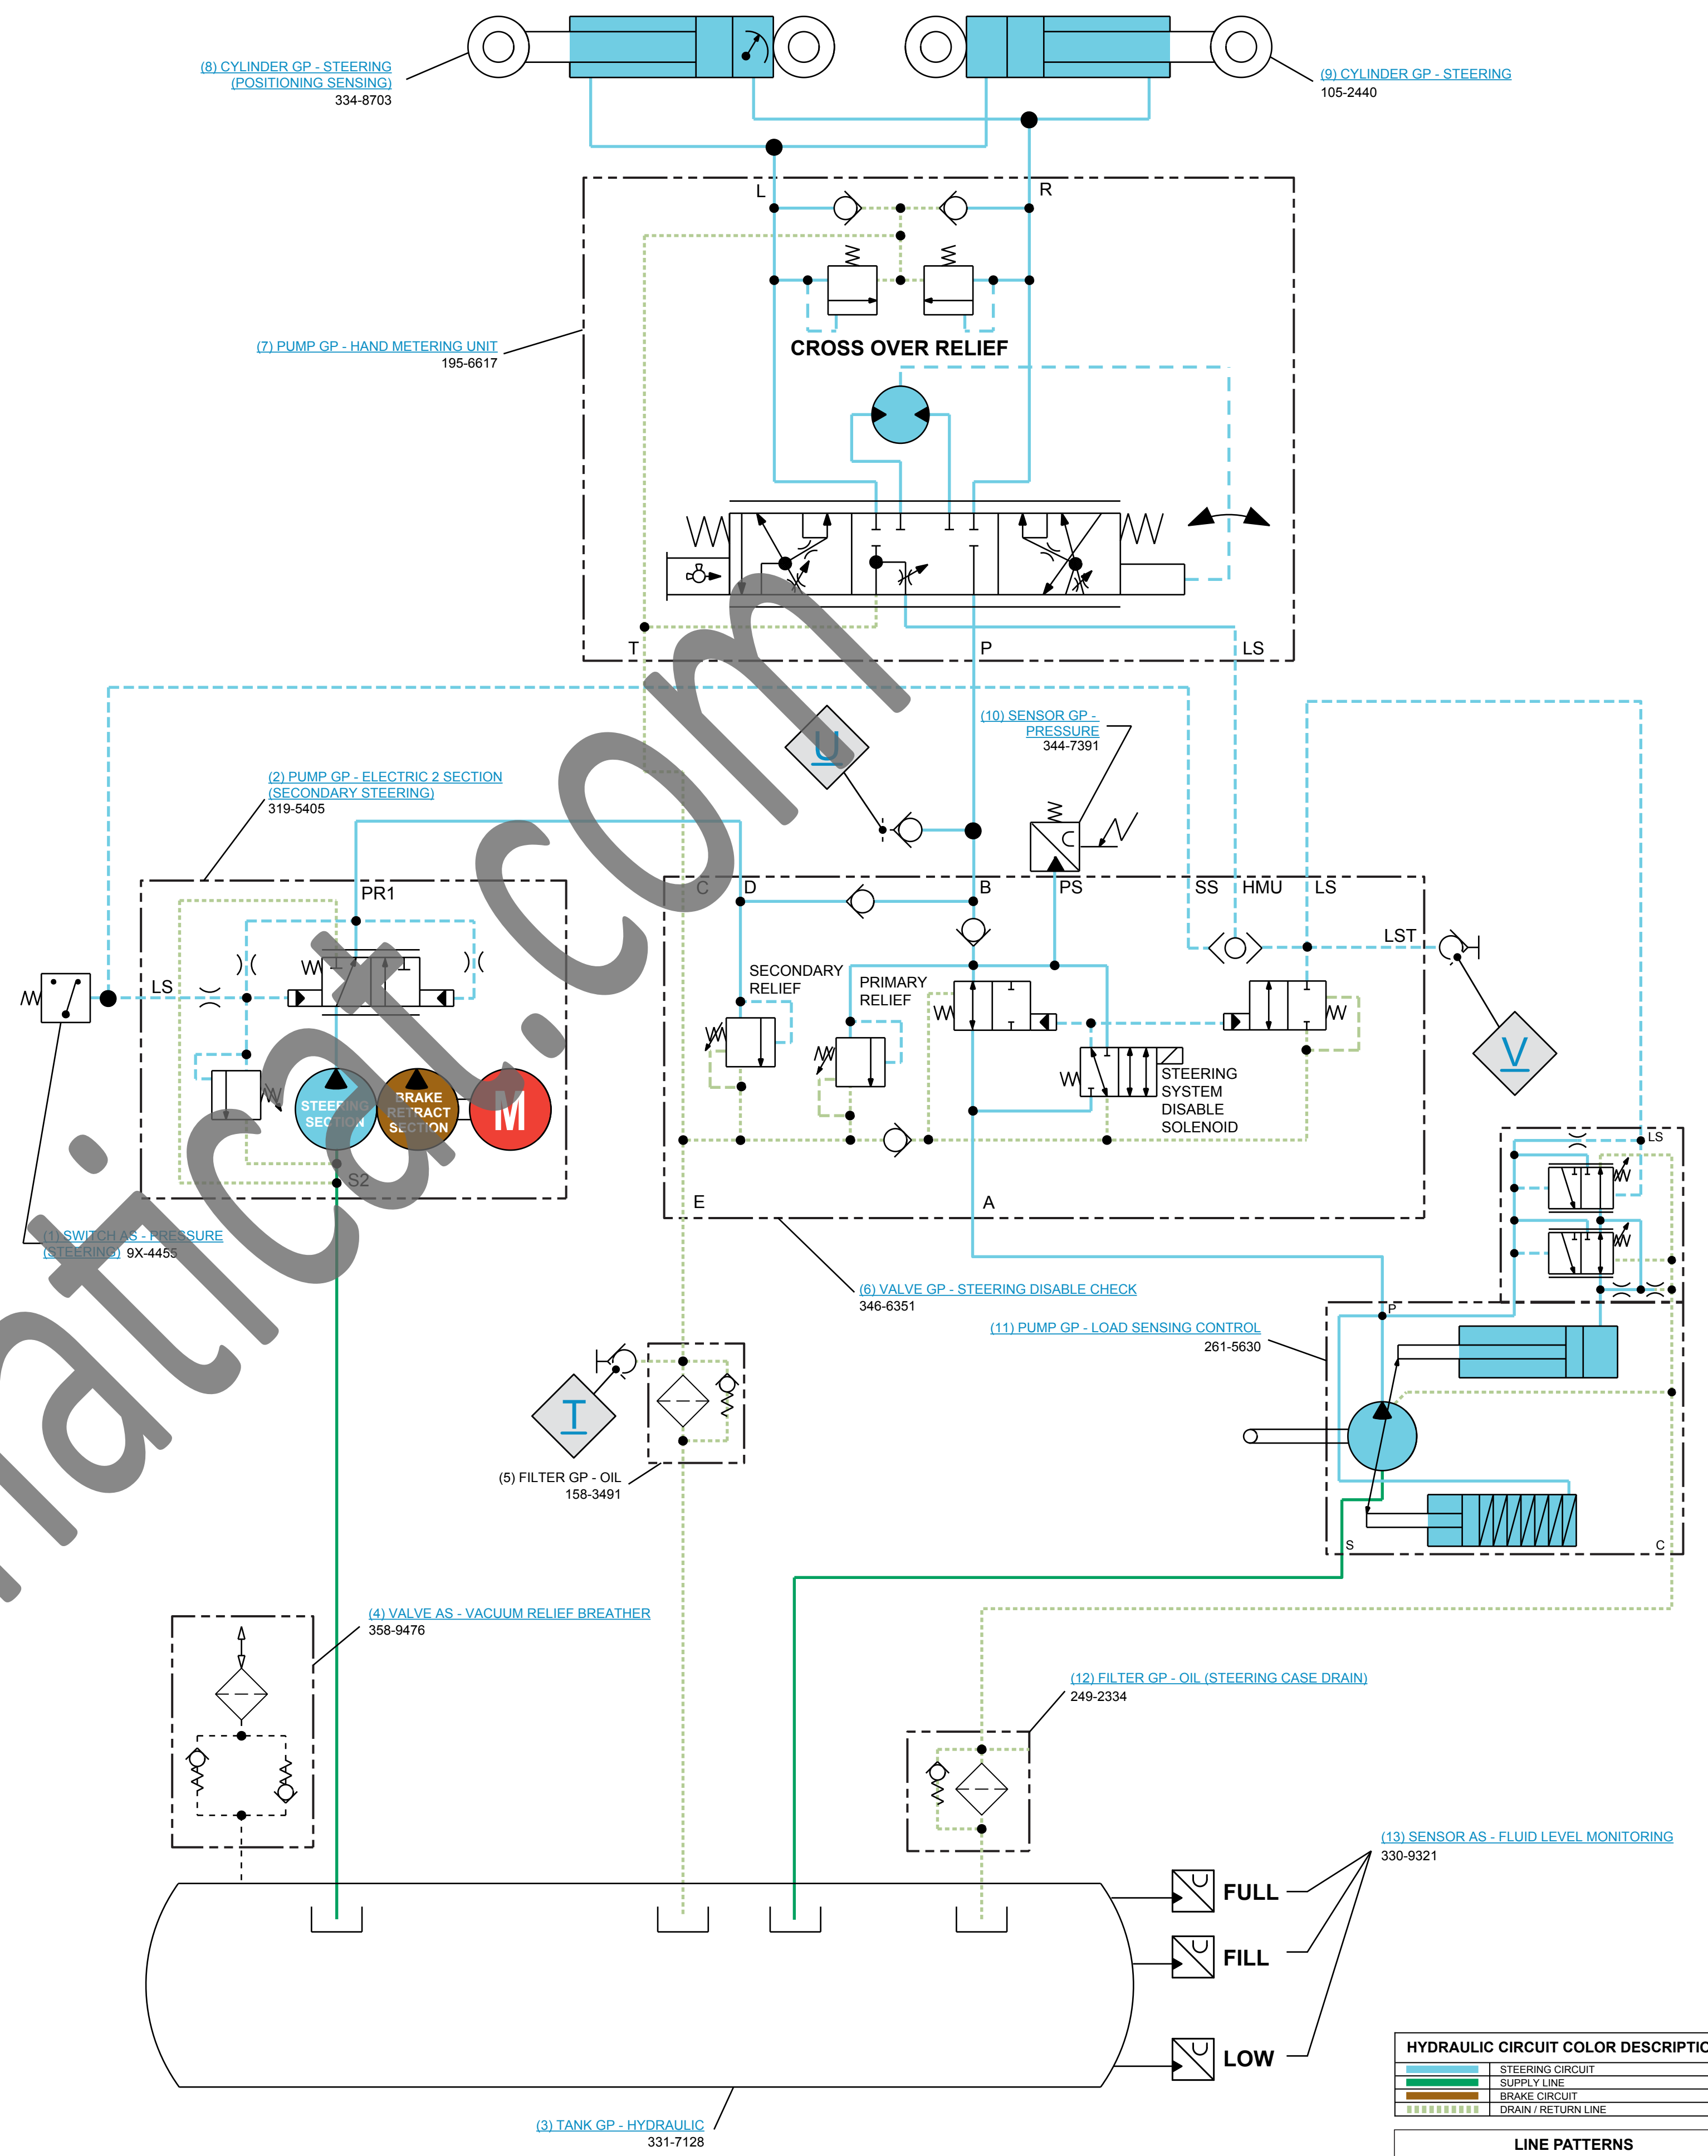 (8) CYLINDER GP - STEERING
(POSITIONING SENSING)
334-8703
(9) CYLINDER GP - STEERING
105-2440
L
R
(7) PUMP GP - HAND METERING UNIT
195-6617
CROSS OVER RELIEF
T
P
LS
(10) SENSOR GP -
PRESSURE
344-7391
U
(2) PUMP GP - ELECTRIC 2 SECTION
(SECONDARY STEERING)
319-5405
PR1
C
D
B
PS
SS
HMU
LS
LST
LS
SECONDARY
RELIEF
PRIMARY
RELIEF
V
STEERING
SYSTEM
DISABLE
SOLENOID
STEERING
SECTION
BRAKE
RETRACT
SECTION
M
LS
S2
E
A
(1) SWITCH AS - PRESSURE
(STEERING) 9X-4455
(6) VALVE GP - STEERING DISABLE CHECK
346-6351
P
(11) PUMP GP - LOAD SENSING CONTROL
261-5630
T
(5) FILTER GP - OIL
158-3491
S
C
(4) VALVE AS - VACUUM RELIEF BREATHER
358-9476
(12) FILTER GP - OIL (STEERING CASE DRAIN)
249-2334
(13) SENSOR AS - FLUID LEVEL MONITORING
330-9321
FULL
FILL
LOW
(3) TANK GP - HYDRAULIC
331-7128
HYDRAULIC CIRCUIT COLOR DESCRIPTIO
STEERING CIRCUIT
SUPPLY LINE
BRAKE CIRCUIT
DRAIN / RETURN LINE
LINE PATTERNS
maticat.com